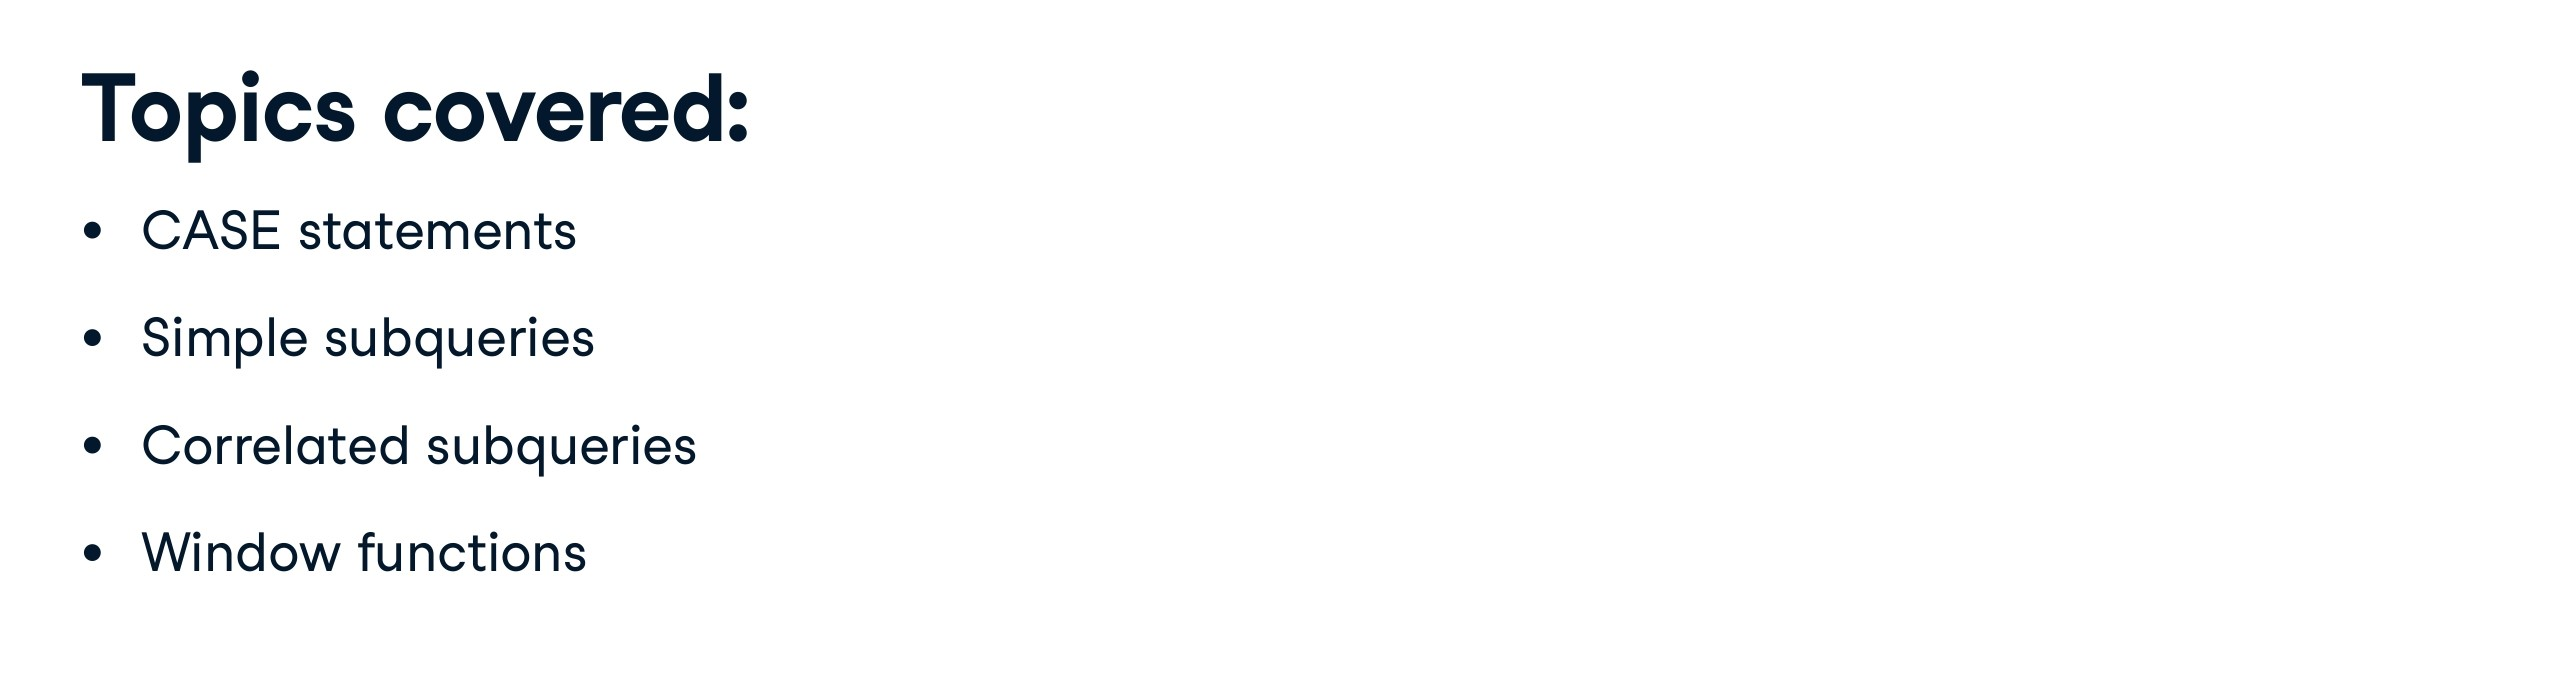 Topics covered:
• CASE statements
• Simple subqueries
• Correlated subqueries
• Window functions